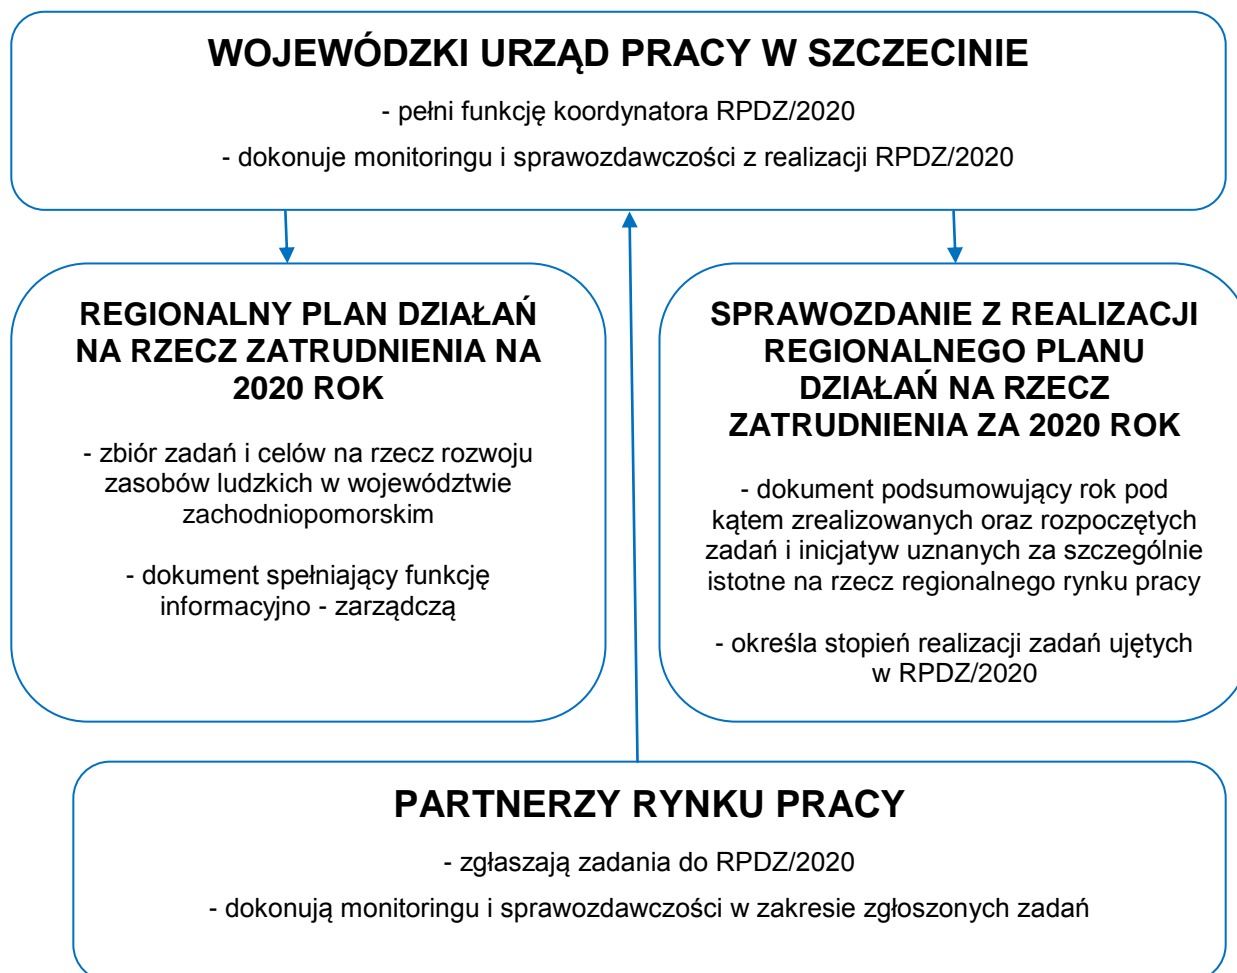 WOJEWÓDZKI URZĄD PRACY W SZCZECINIE
- pełni funkcję koordynatora RPDZ/2020
- dokonuje monitoringu i sprawozdawczości z realizacji RPDZ/2020
REGIONALNY PLAN DZIAŁAŃ
NA RZECZ ZATRUDNIENIA NA
2020 ROK
- zbiór zadań i celów na rzecz rozwoju
zasobów ludzkich w województwie
zachodniopomorskim
- dokument spełniający funkcję
informacyjno - zarządczą
SPRAWOZDANIE Z REALIZACJI
REGIONALNEGO PLANU
DZIAŁAŃ NA RZECZ
ZATRUDNIENIA ZA 2020 ROK
- dokument podsumowujący rok pod
kątem zrealizowanych oraz rozpoczętych
zadań i inicjatyw uznanych za szczególnie
istotne na rzecz regionalnego rynku pracy
- określa stopień realizacji zadań ujętych
w RPDZ/2020
PARTNERZY RYNKU PRACY
- zgłaszają zadania do RPDZ/2020
- dokonują monitoringu i sprawozdawczości w zakresie zgłoszonych zadań